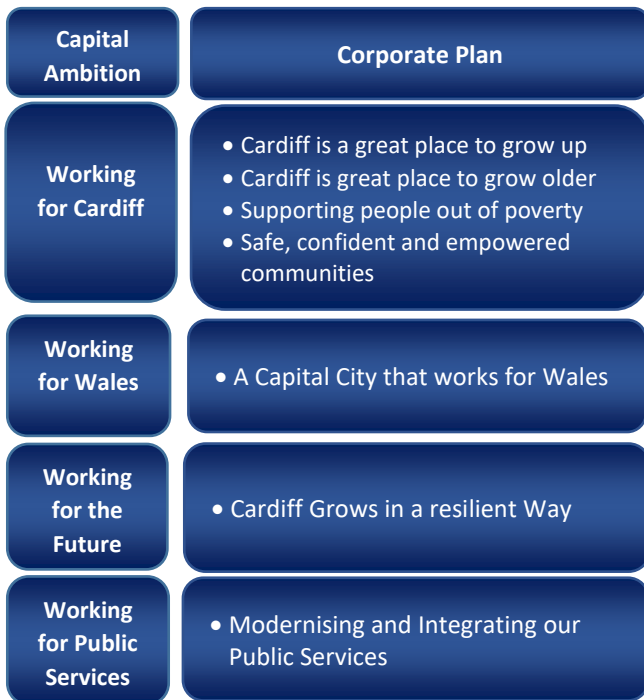 Capital
Ambition
Corporate Plan
Working
for Cardiff
• Cardiff is a great place to grow up
• Cardiff is great place to grow older
• Supporting people out of poverty
• Safe, confident and empowered
communities
Working
for Wales
• A Capital City that works for Wales
Working
for the
Future
• Cardiff Grows in a resilient Way
Working
for Public
Services
• Modernising and Integrating our
Public Services